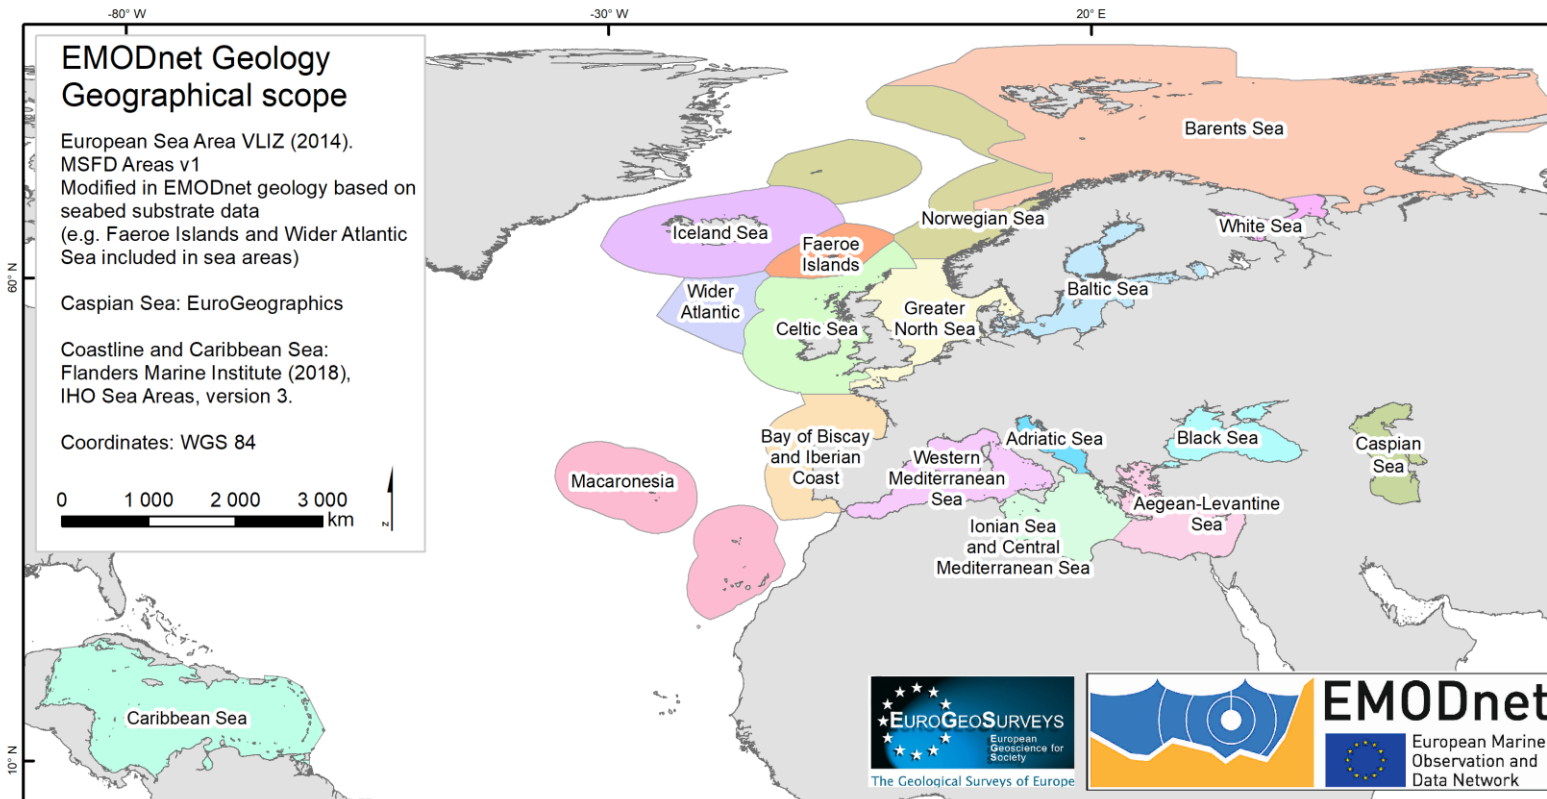 -80° W
-30° W
20° E
EMODnet Geology
Geographical scope
European Sea Area VLIZ (2014).
MSFD Areas v1
Modified in EMODnet geology based on
seabed substrate data
(e.g. Faeroe Islands and Wider Atlantic
Sea included in sea areas)
Caspian Sea: EuroGeographics
Coastline and Caribbean Sea:
Flanders Marine Institute (2018),
IHO Sea Areas, version 3.
Coordinates: WGS 84
0
1 000
2 000
3 000
km
N
60° N
10° N
Barents Sea
Norwegian Sea
White Sea
Iceland Sea
Faeroe
Islands
Wider
Atlantic
Celtic Sea
Greater
North Sea
Baltic Sea
Bay of Biscay
and Iberian
Coast
Western
Mediterranean
Sea
Adriatic Sea
Black Sea
Caspian
Sea
Macaronesia
Ionian Sea
and Central
Mediterranean Sea
Aegean-Levantine
Sea
Caribbean Sea
EUROGEOSURVEYS
European
Geoscience for
Society
The Geological Surveys of Europe
EMODnet
European Marine
Observation and
Data Network